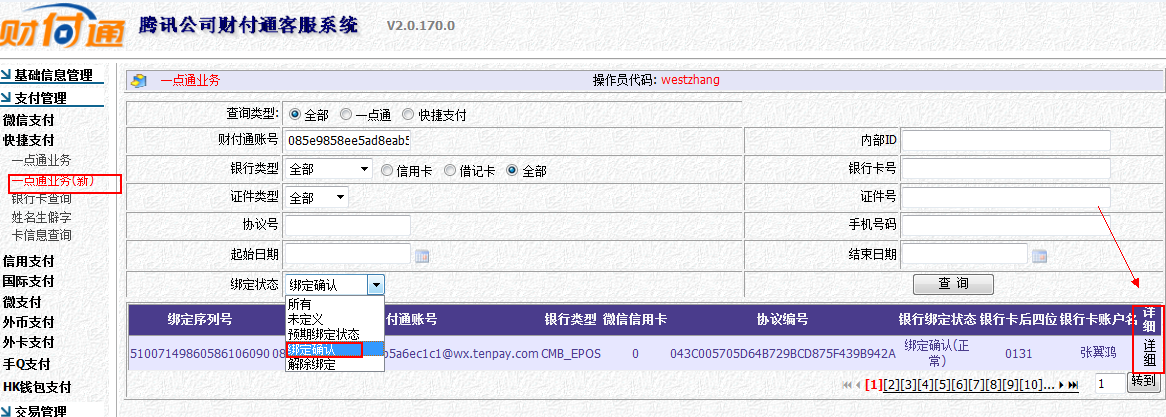 财付通 腾讯公司财付通客服系统 V2.0.170.0
基础信息管理
支付管理
微信支付
快捷支付
一点通业务
一点通业务(新)
银行卡查询
姓名生僻字
卡信息查询
信用支付
国际支付
微支付
外币支付
外卡支付
手Q支付
HK钱包支付
交易管理
一点通业务 操作员代码: westzhang
查询类型: 全部 一点通 快捷支付
财付通账号 085e9858ee5ad8eab5 内部ID
银行类型 全部 信用卡 借记卡 全部 银行卡号
证件类型 全部 证件号
协议号 手机号码
起始日期 结束日期
绑定状态 绑定确认 查 询
所有
未定义
预期绑定状态
绑定确认
解除绑定
绑定序列号 付通账号 银行类型 微信信用卡 协议编号 银行绑定状态 银行卡后四位 银行卡账户名 详细
51007149860586106090 08 b5a6ec1c1@wx.tenpay.com CMB_EPOS 0 043C005705D64B729BCD875F439B942A 绑定确认(正常) 0131 张翼鸿 详细
[1][2][3][4][5][6][7][8][9][10]... 1 转到